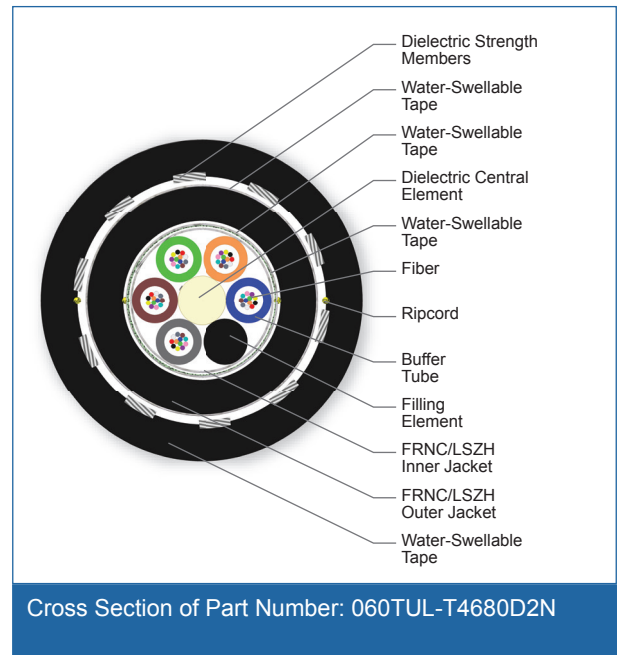 Dielectric Strength
Members
Water-Swellable
Tape
Water-Swellable
Tape
Dielectric Central
Element
Water-Swellable
Tape
Fiber
Ripcord
Buffer
Tube
Filling
Element
FRNC/LSZH
Inner Jacket
FRNC/LSZH
Outer Jacket
Water-Swellable
Tape
Cross Section of Part Number: 060TUL-T4680D2N